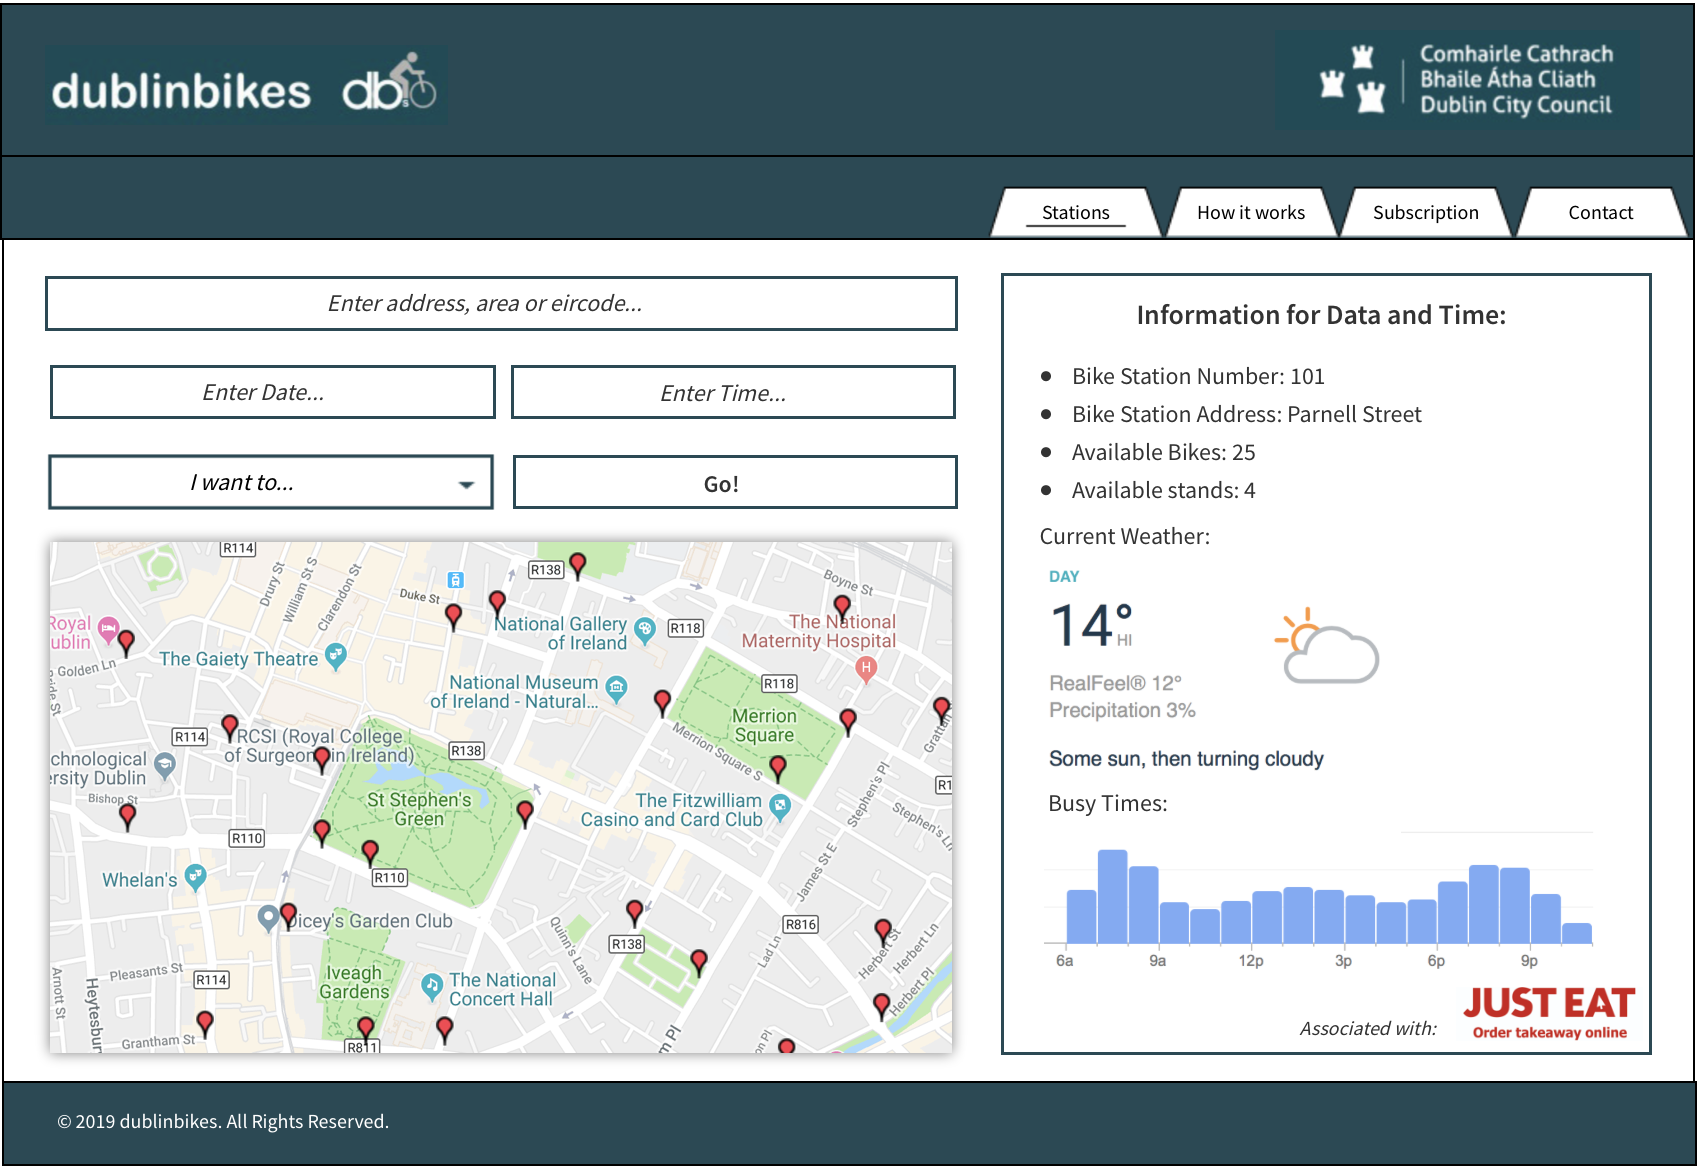 dublinbikes db
Comhairle Cathrach
Bhaile Átha Cliath
Dublin City Council
Stations
How it works
Subscription
Contact
Enter address, area or eircode...
Enter Date...
Enter Time...
I want to...
Go!
R114
Drury St
William St S
Clarendon St
Duke St
R138
Boyne St
Royal
ublin
Golden Ln
The Gaiety Theatre
National Gallery
of Ireland
R118
The National
Maternity Hospital
H
National Museum
of Ireland - Natural...
R118
Merrion
Square
Merrion Square S
R114
RCSI (Royal College
of Surgeon in Ireland)
R138
chnological
ersity Dublin
Bishop St
St Stephen's
Green
The Fitzwilliam
Casino and Card Club
Stephen's Pl
Stephen's Ln
Grattan
R1
R110
R110
Whelan's
James St E
Dicey's Garden Club
Quinn's Lane
R138
R816
Lad Ln
Herbert St
Herbert Ln
Herbert Pl
Arnott St
Heytesbur
Pleasants St
R114
Iveagh
Gardens
The National
Concert Hall
Grantham St
R811
m Pl
on Pl
Information for Data and Time:
Bike Station Number: 101
Bike Station Address: Parnell Street
Available Bikes: 25
Available stands: 4
Current Weather:
DAY
14° HI
RealFeel® 12°
Precipitation 3%
Some sun, then turning cloudy
Busy Times:
6a 9a 12p 3p 6p 9p
Associated with:
JUST EAT
Order takeaway online
© 2019 dublinbikes. All Rights Reserved.